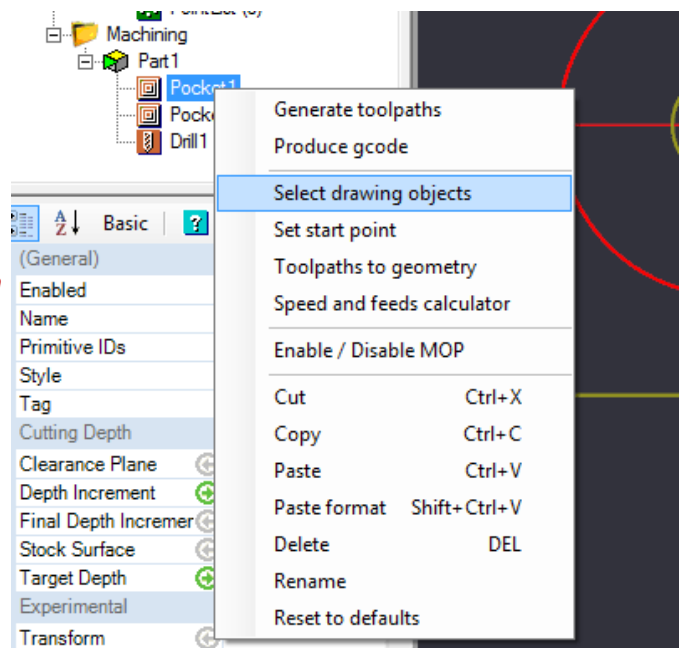 Machining
Part1
Pocket1
Drill1
Generate toolpaths
Produce gcode
Select drawing objects
Set start point
Toolpaths to geometry
Speed and feeds calculator
Enable / Disable MOP
Cut Ctrl+X
Copy Ctrl+C
Paste Ctrl+V
Paste format Shift+Ctrl+V
Delete DEL
Rename
Reset to defaults
Basic
(General)
Enabled
Name
Primitive IDs
Style
Tag
Cutting Depth
Clearance Plane
Depth Increment
Final Depth Incremer
Stock Surface
Target Depth
Experimental
Transform